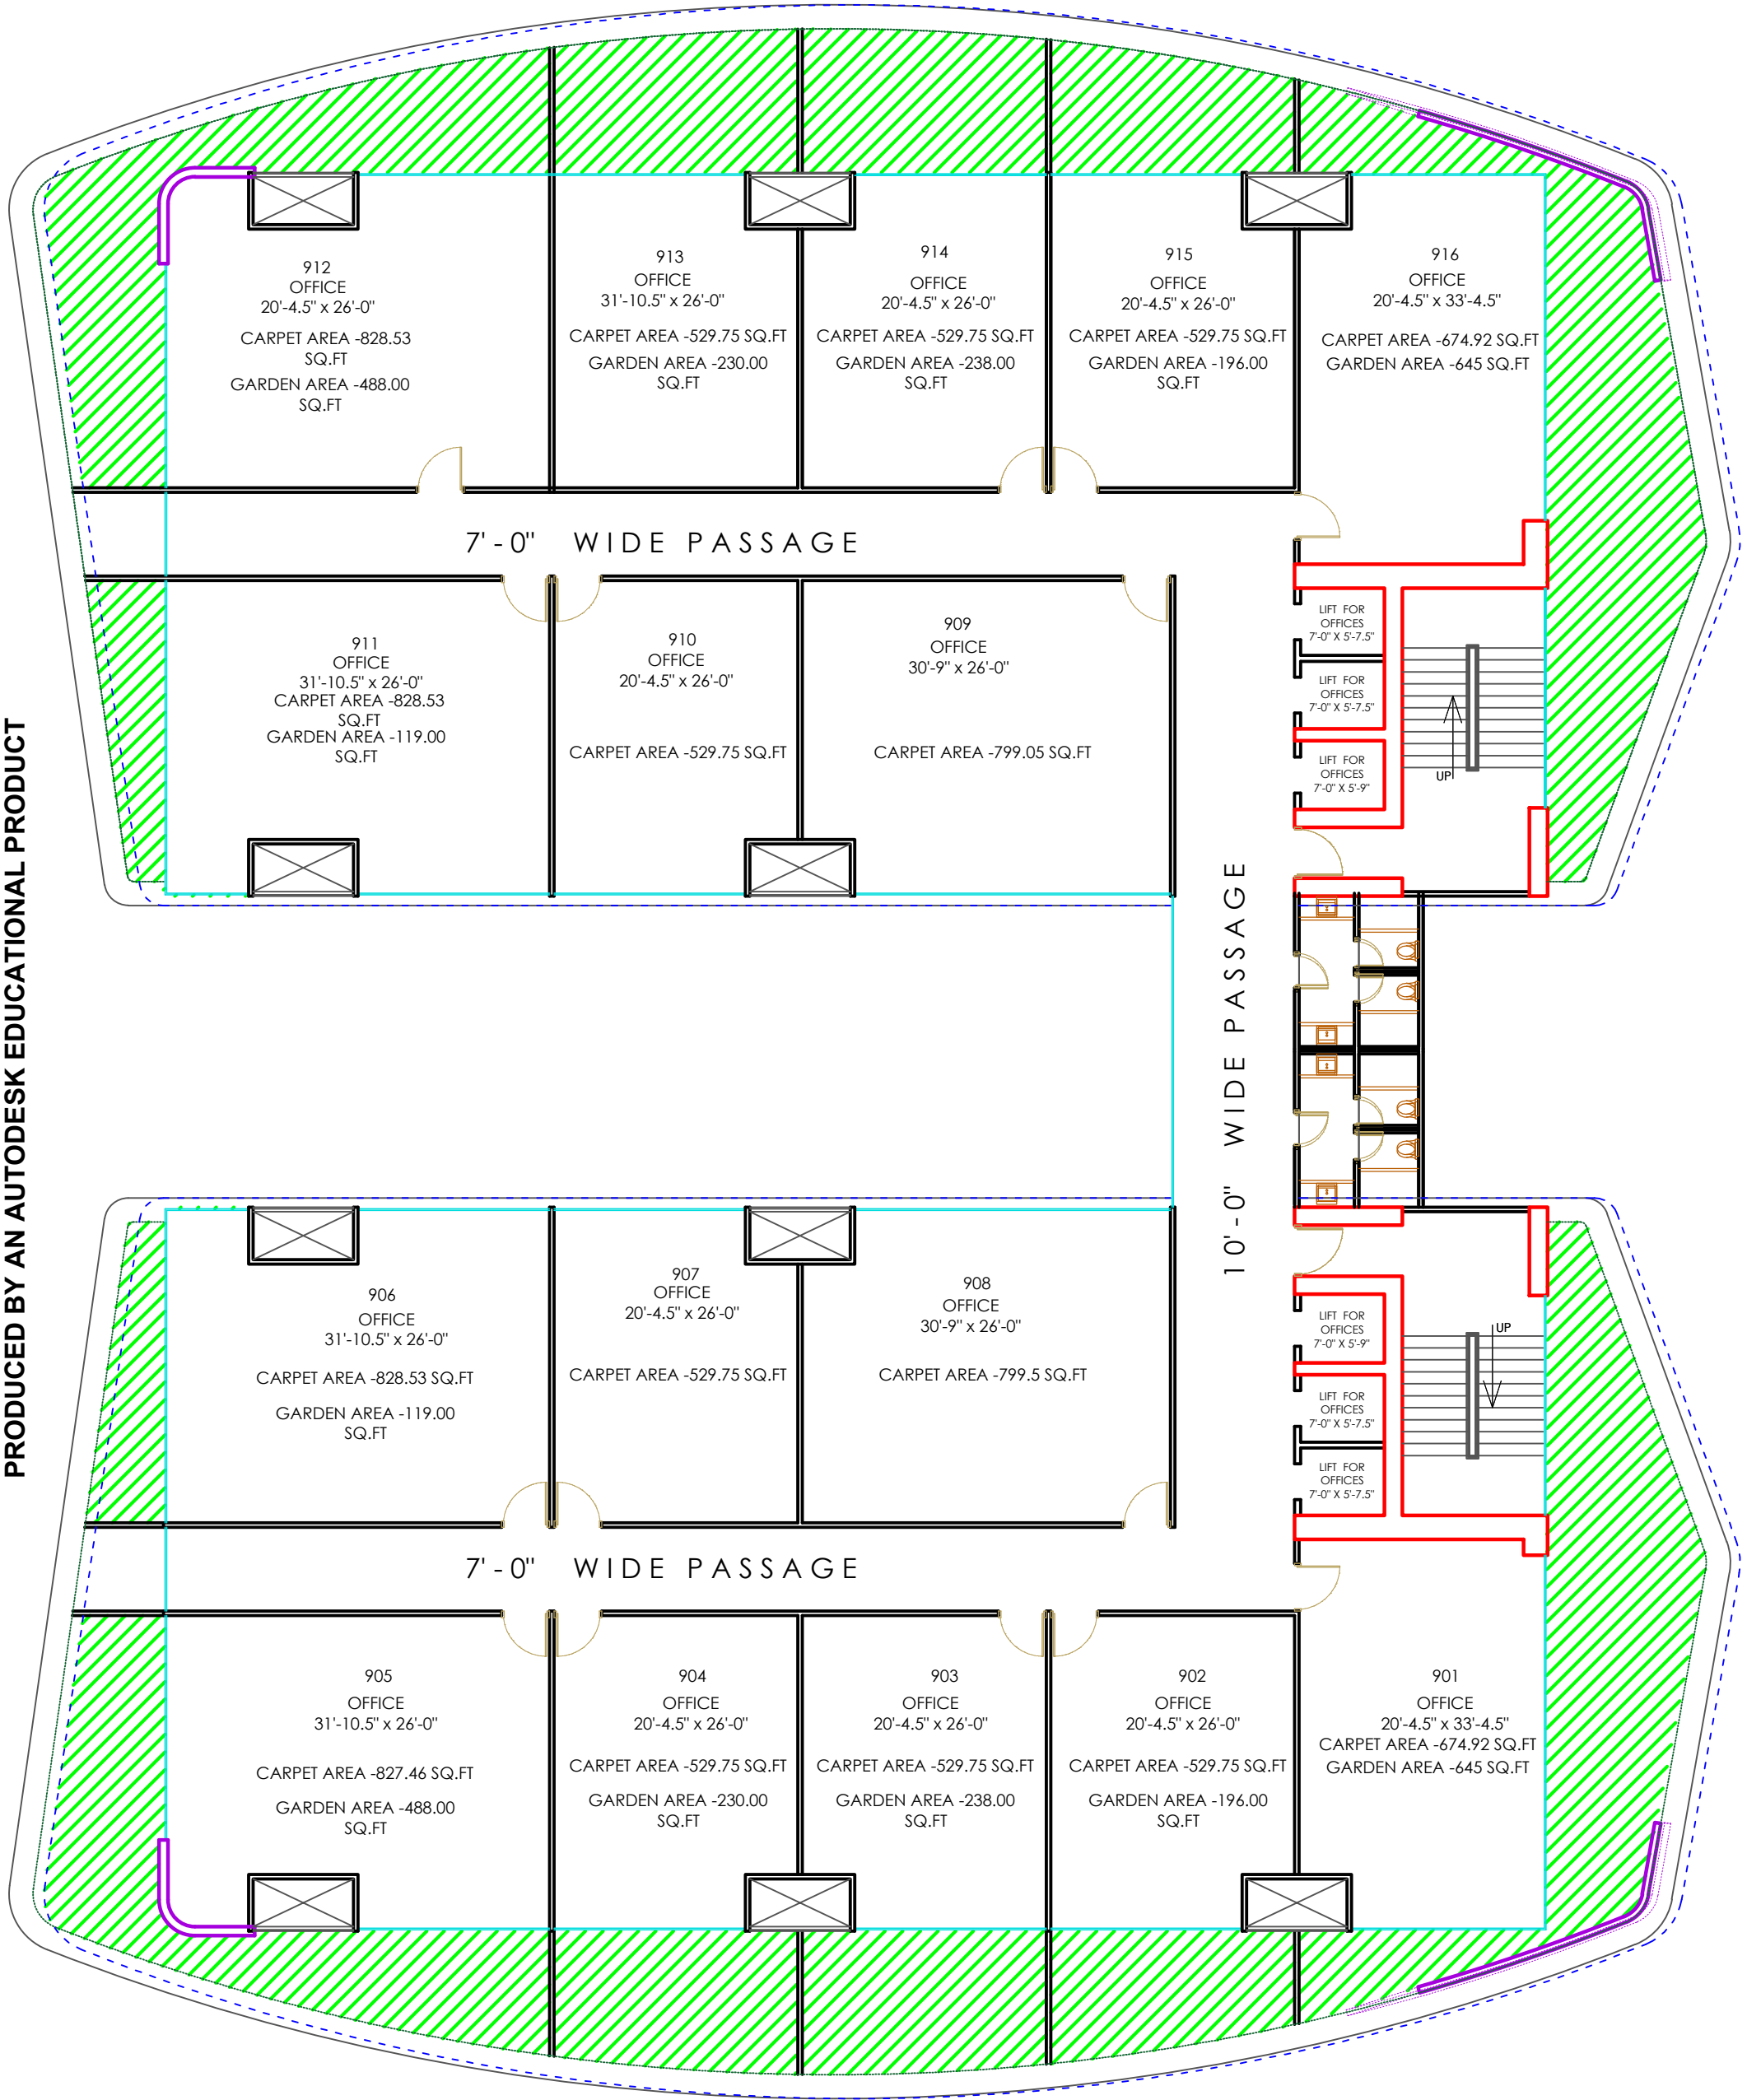 PRODUCED BY AN AUTODESK EDUCATIONAL PRODUCT
912
OFFICE
20'-4.5" x 26'-0"
CARPET AREA -828.53
SQ.FT
GARDEN AREA -488.00
SQ.FT
913
OFFICE
31'-10.5" x 26'-0"
CARPET AREA -529.75 SQ.FT
GARDEN AREA -230.00
SQ.FT
914
OFFICE
20'-4.5" x 26'-0"
CARPET AREA -529.75 SQ.FT
GARDEN AREA -238.00
SQ.FT
915
OFFICE
20'-4.5" x 26'-0"
CARPET AREA -529.75 SQ.FT
GARDEN AREA -196.00
SQ.FT
916
OFFICE
20'-4.5" x 33'-4.5"
CARPET AREA -674.92 SQ.FT
GARDEN AREA -645 SQ.FT
7'-0" WIDE PASSAGE
911
OFFICE
31'-10.5" x 26'-0"
CARPET AREA -828.53
SQ.FT
GARDEN AREA -119.00
SQ.FT
910
OFFICE
20'-4.5" x 26'-0"
CARPET AREA -529.75 SQ.FT
909
OFFICE
30'-9" x 26'-0"
CARPET AREA -799.05 SQ.FT
LIFT FOR
OFFICES
7'-0" X 5'-7.5"
LIFT FOR
OFFICES
7'-0" X 5'-7.5"
LIFT FOR
OFFICES
7'-0" X 5'-9"
UP
10'-0" WIDE PASSAGE
906
OFFICE
31'-10.5" x 26'-0"
CARPET AREA -828.53 SQ.FT
GARDEN AREA -119.00
SQ.FT
907
OFFICE
20'-4.5" x 26'-0"
CARPET AREA -529.75 SQ.FT
908
OFFICE
30'-9" x 26'-0"
CARPET AREA -799.5 SQ.FT
LIFT FOR
OFFICES
7'-0" X 5'-9"
LIFT FOR
OFFICES
7'-0" X 5'-7.5"
LIFT FOR
OFFICES
7'-0" X 5'-7.5"
UP
7'-0" WIDE PASSAGE
905
OFFICE
31'-10.5" x 26'-0"
CARPET AREA -827.46 SQ.FT
GARDEN AREA -488.00
SQ.FT
904
OFFICE
20'-4.5" x 26'-0"
CARPET AREA -529.75 SQ.FT
GARDEN AREA -230.00
SQ.FT
903
OFFICE
20'-4.5" x 26'-0"
CARPET AREA -529.75 SQ.FT
GARDEN AREA -238.00
SQ.FT
902
OFFICE
20'-4.5" x 26'-0"
CARPET AREA -529.75 SQ.FT
GARDEN AREA -196.00
SQ.FT
901
OFFICE
20'-4.5" x 33'-4.5"
CARPET AREA -674.92 SQ.FT
GARDEN AREA -645 SQ.FT